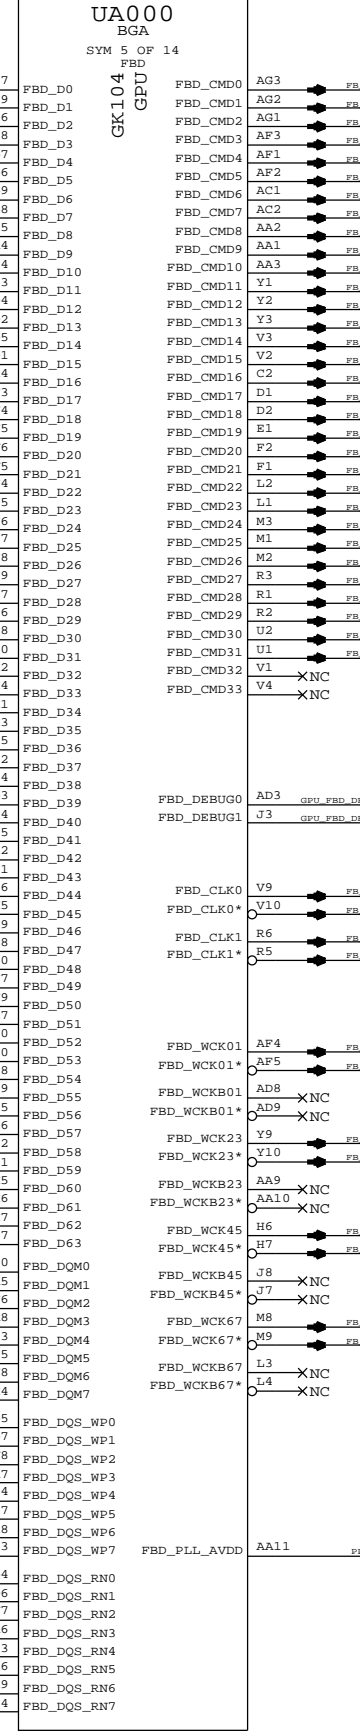 UA000
BGA
SYM 5 OF 14
FBD
GK104
GPU
FBD_D0
FBD_D1
FBD_D2
FBD_D3
FBD_D4
FBD_D5
FBD_D6
FBD_D7
FBD_D8
FBD_D9
FBD_D10
FBD_D11
FBD_D12
FBD_D13
FBD_D14
FBD_D15
FBD_D16
FBD_D17
FBD_D18
FBD_D19
FBD_D20
FBD_D21
FBD_D22
FBD_D23
FBD_D24
FBD_D25
FBD_D26
FBD_D27
FBD_D28
FBD_D29
FBD_D30
FBD_D31
FBD_D32
FBD_D33
FBD_D34
FBD_D35
FBD_D36
FBD_D37
FBD_D38
FBD_D39
FBD_D40
FBD_D41
FBD_D42
FBD_D43
FBD_D44
FBD_D45
FBD_D46
FBD_D47
FBD_D48
FBD_D49
FBD_D50
FBD_D51
FBD_D52
FBD_D53
FBD_D54
FBD_D55
FBD_D56
FBD_D57
FBD_D58
FBD_D59
FBD_D60
FBD_D61
FBD_D62
FBD_D63
FBD_DQM0
FBD_DQM1
FBD_DQM2
FBD_DQM3
FBD_DQM4
FBD_DQM5
FBD_DQM6
FBD_DQM7
FBD_DQS_WP0
FBD_DQS_WP1
FBD_DQS_WP2
FBD_DQS_WP3
FBD_DQS_WP4
FBD_DQS_WP5
FBD_DQS_WP6
FBD_DQS_WP7
FBD_DQS_RN0
FBD_DQS_RN1
FBD_DQS_RN2
FBD_DQS_RN3
FBD_DQS_RN4
FBD_DQS_RN5
FBD_DQS_RN6
FBD_DQS_RN7
FBD_CMD0 AG3
FBD_CMD1 AG2
FBD_CMD2 AG1
FBD_CMD3 AF3
FBD_CMD4 AF1
FBD_CMD5 AF2
FBD_CMD6 AC1
FBD_CMD7 AC2
FBD_CMD8 AA2
FBD_CMD9 AA1
FBD_CMD10 AA3
FBD_CMD11 Y1
FBD_CMD12 Y2
FBD_CMD13 Y3
FBD_CMD14 V3
FBD_CMD15 V2
FBD_CMD16 C2
FBD_CMD17 D1
FBD_CMD18 D2
FBD_CMD19 E1
FBD_CMD20 F2
FBD_CMD21 F1
FBD_CMD22 L2
FBD_CMD23 L1
FBD_CMD24 M3
FBD_CMD25 M1
FBD_CMD26 M2
FBD_CMD27 R3
FBD_CMD28 R1
FBD_CMD29 R2
FBD_CMD30 U2
FBD_CMD31 U1
FBD_CMD32 V1 NC
FBD_CMD33 V4 NC
FBD_DEBUG0 AD3
FBD_DEBUG1 J3
FBD_CLK0 V9
FBD_CLK0* V10
FBD_CLK1 R6
FBD_CLK1* R5
FBD_WCK01 AF4
FBD_WCK01* AF5
FBD_WCKB01 AD8 NC
FBD_WCKB01* AD9 NC
FBD_WCK23 Y9
FBD_WCK23* Y10
FBD_WCKB23 AA9 NC
FBD_WCKB23* AA10 NC
FBD_WCK45 H6
FBD_WCK45* H7
FBD_WCKB45 J8 NC
FBD_WCKB45* J7 NC
FBD_WCK67 M8
FBD_WCK67* M9
FBD_WCKB67 L3 NC
FBD_WCKB67* L4 NC
FBD_PLL_AVDD AA11